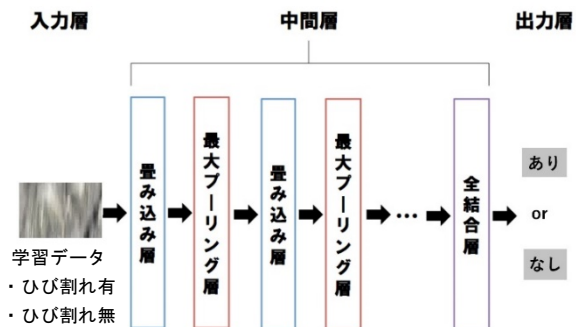 入力層
中間層
出力層
畳み込み層
最大プーリング層
畳み込み層
最大プーリング層
…
全結合層
あり
or
なし
学習データ
・ひび割れ有
・ひび割れ無